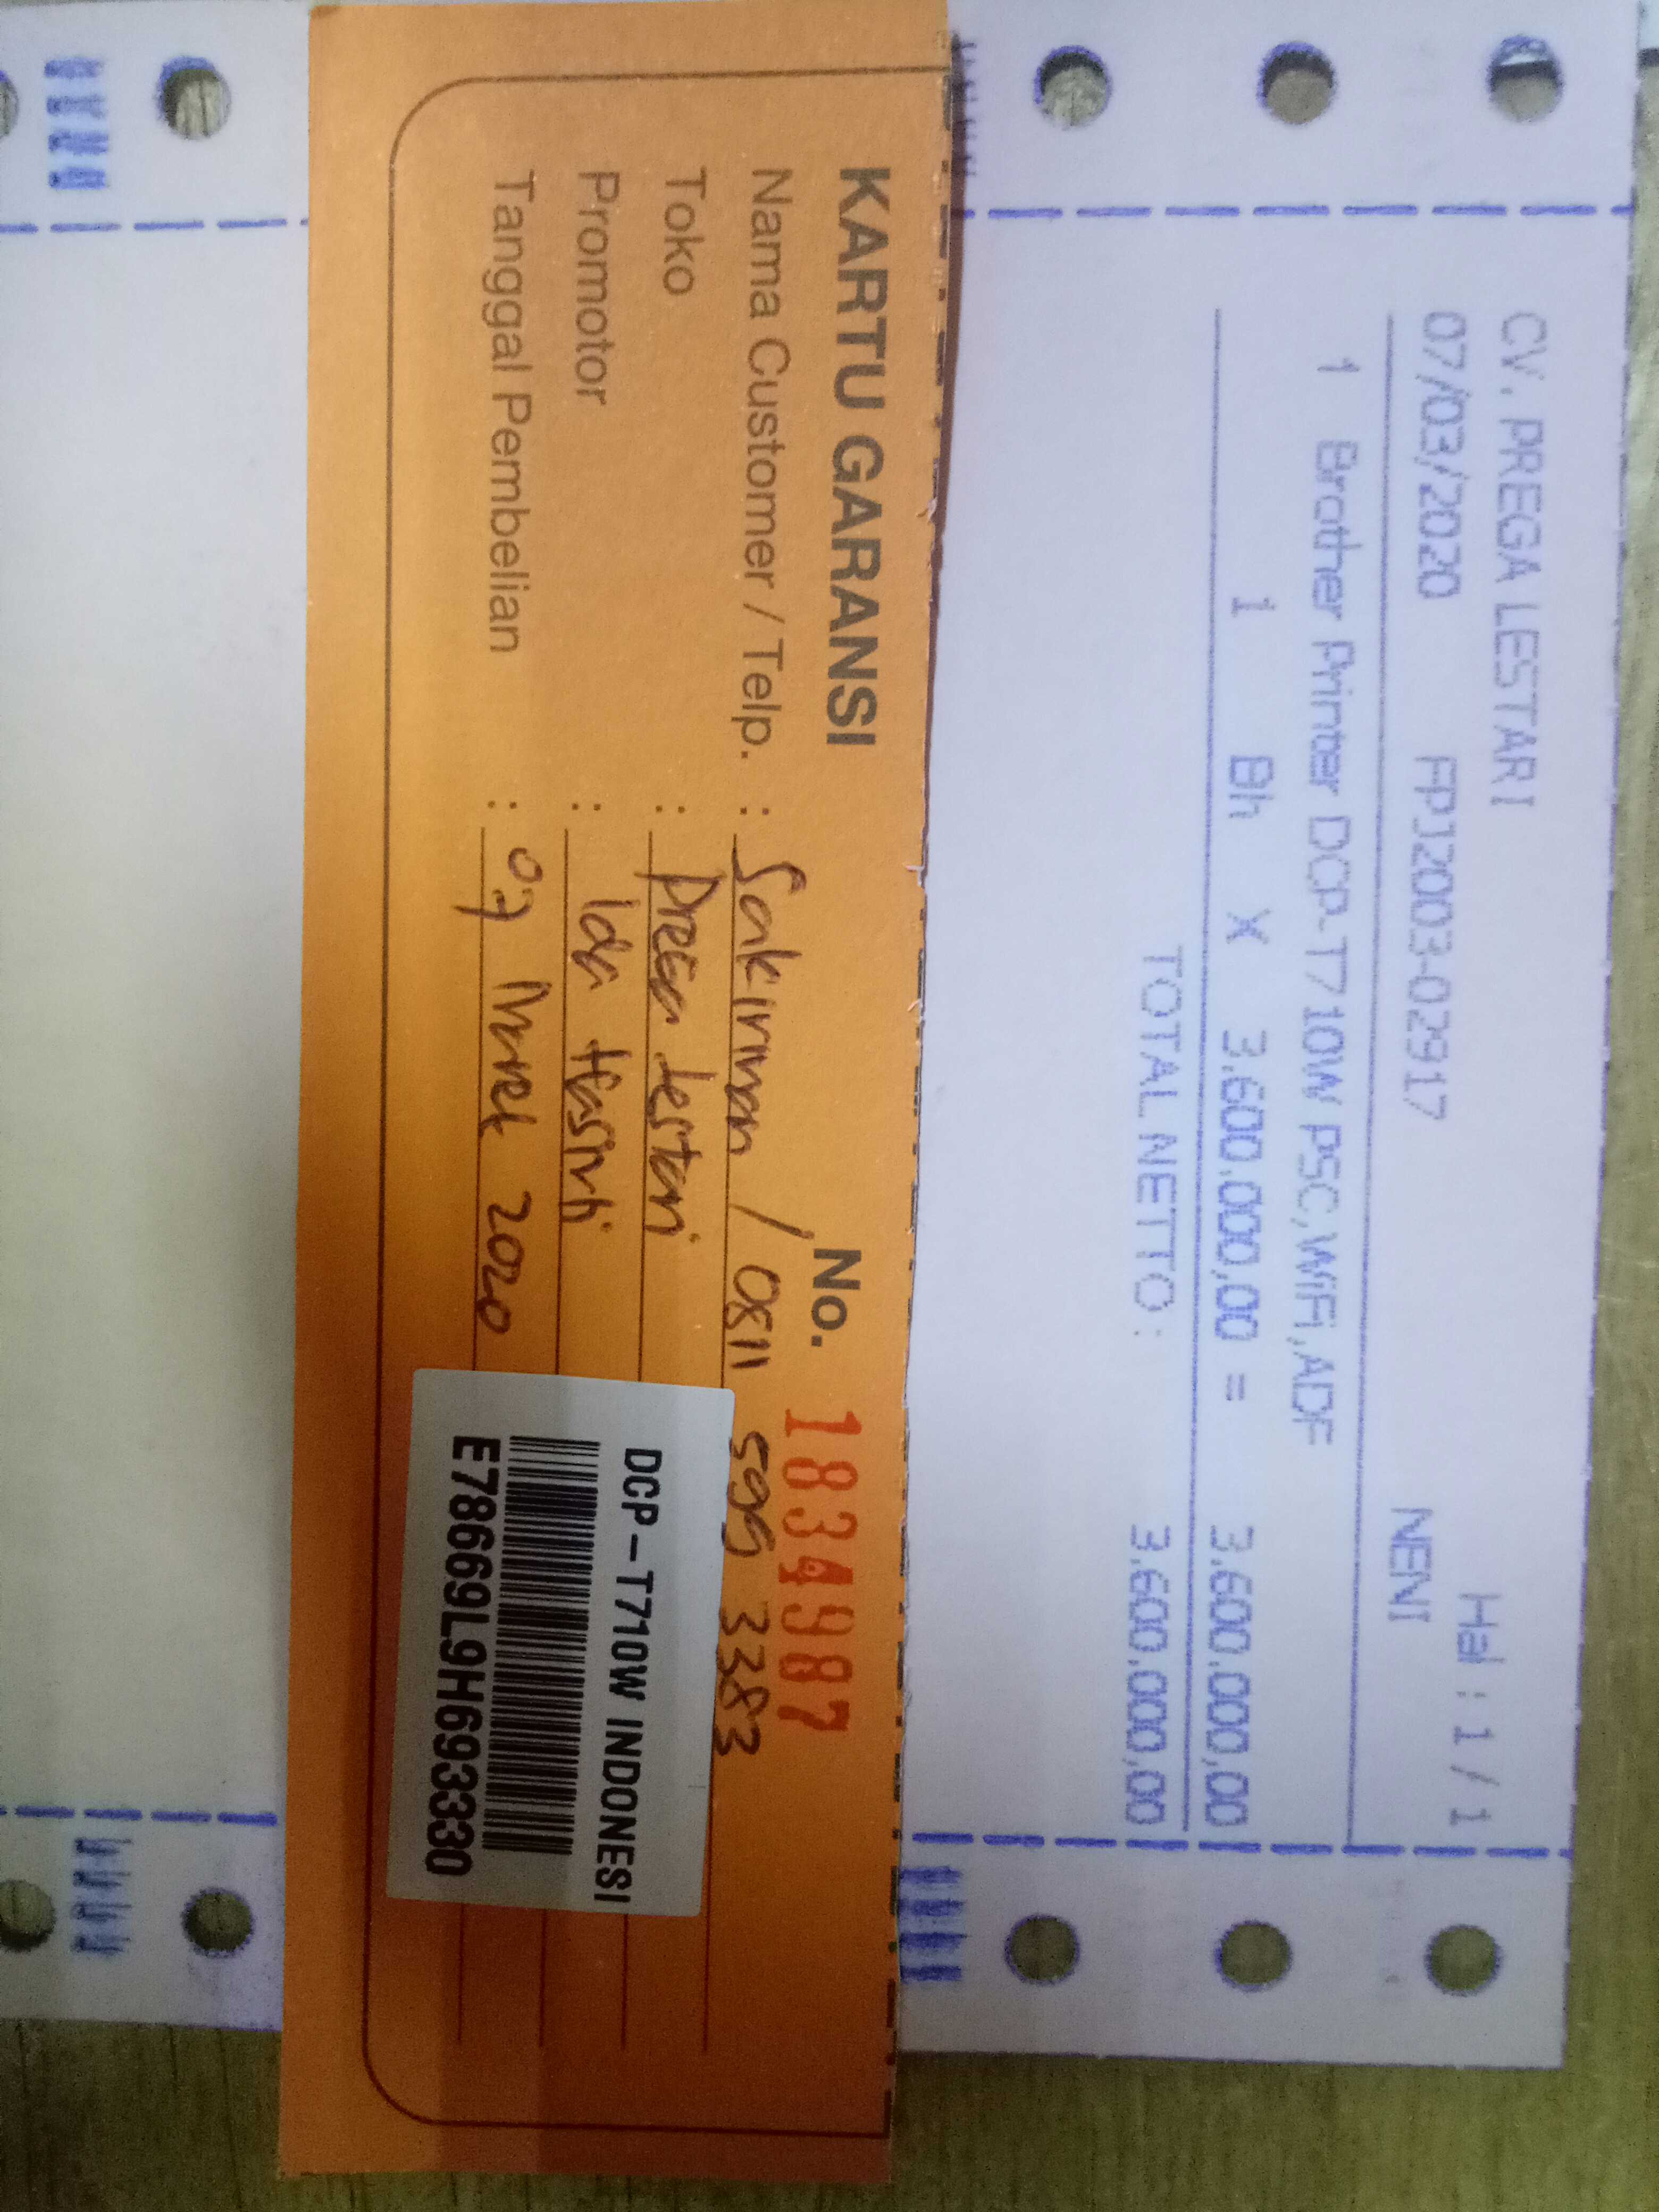 CV. PREGA LESTARI
Hal : 1 / 1
07/03/2020 FPJ2003-02917 NENI
1 Brother Printer DCP-T710W PSC,WiFi,ADF
1 Bh X 3.600.000,00 = 3.600.000,00
TOTAL NETTO : 3.600.000,00
KARTU GARANSI No. 1834987
Nama Customer / Telp. : Sakirman / 0811 595 3383
Toko : Prega Lestari
Promotor : Ida
Tanggal Pembelian : 07 Maret 2020
DCP-T710W INDONESI
E78669L9H693330